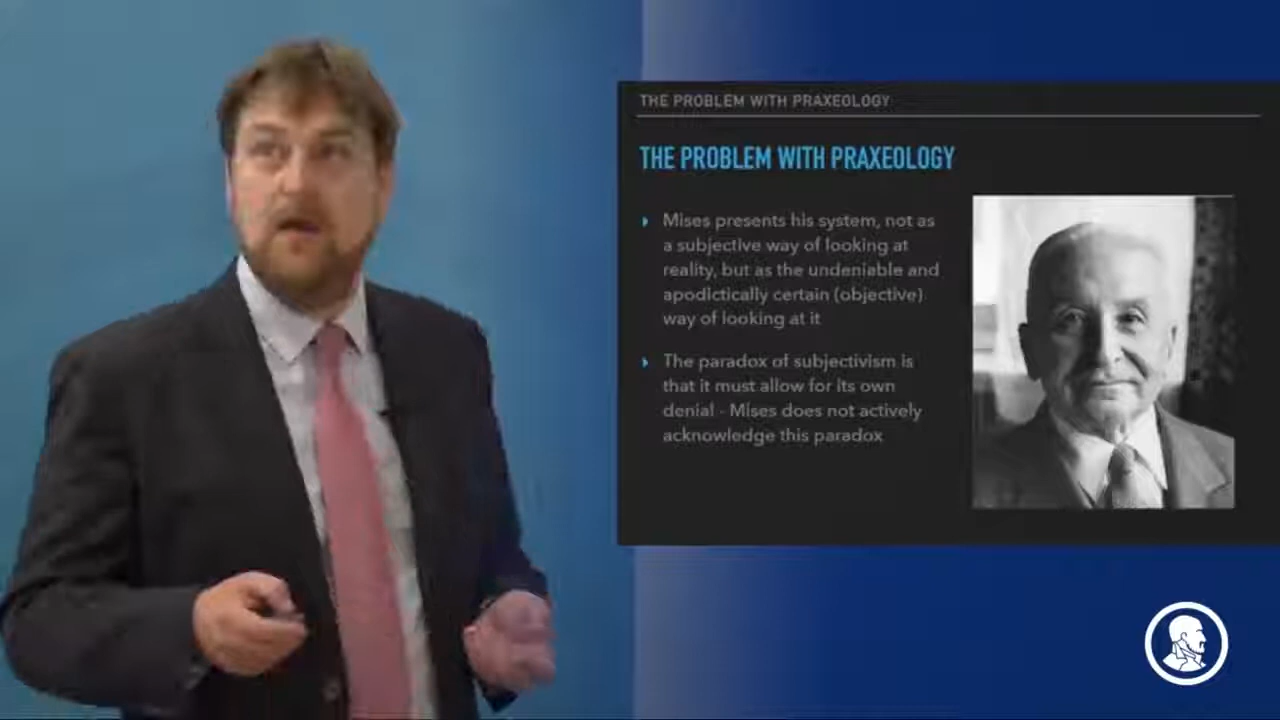 THE PROBLEM WITH PRAXEOLOGY
THE PROBLEM WITH PRAXEOLOGY
Mises presents his system, not as
a subjective way of looking at
reality, but as the undeniable and
apodictically certain (objective)
way of looking at it
The paradox of subjectivism is
that it must allow for its own
denial - Mises does not actively
acknowledge this paradox